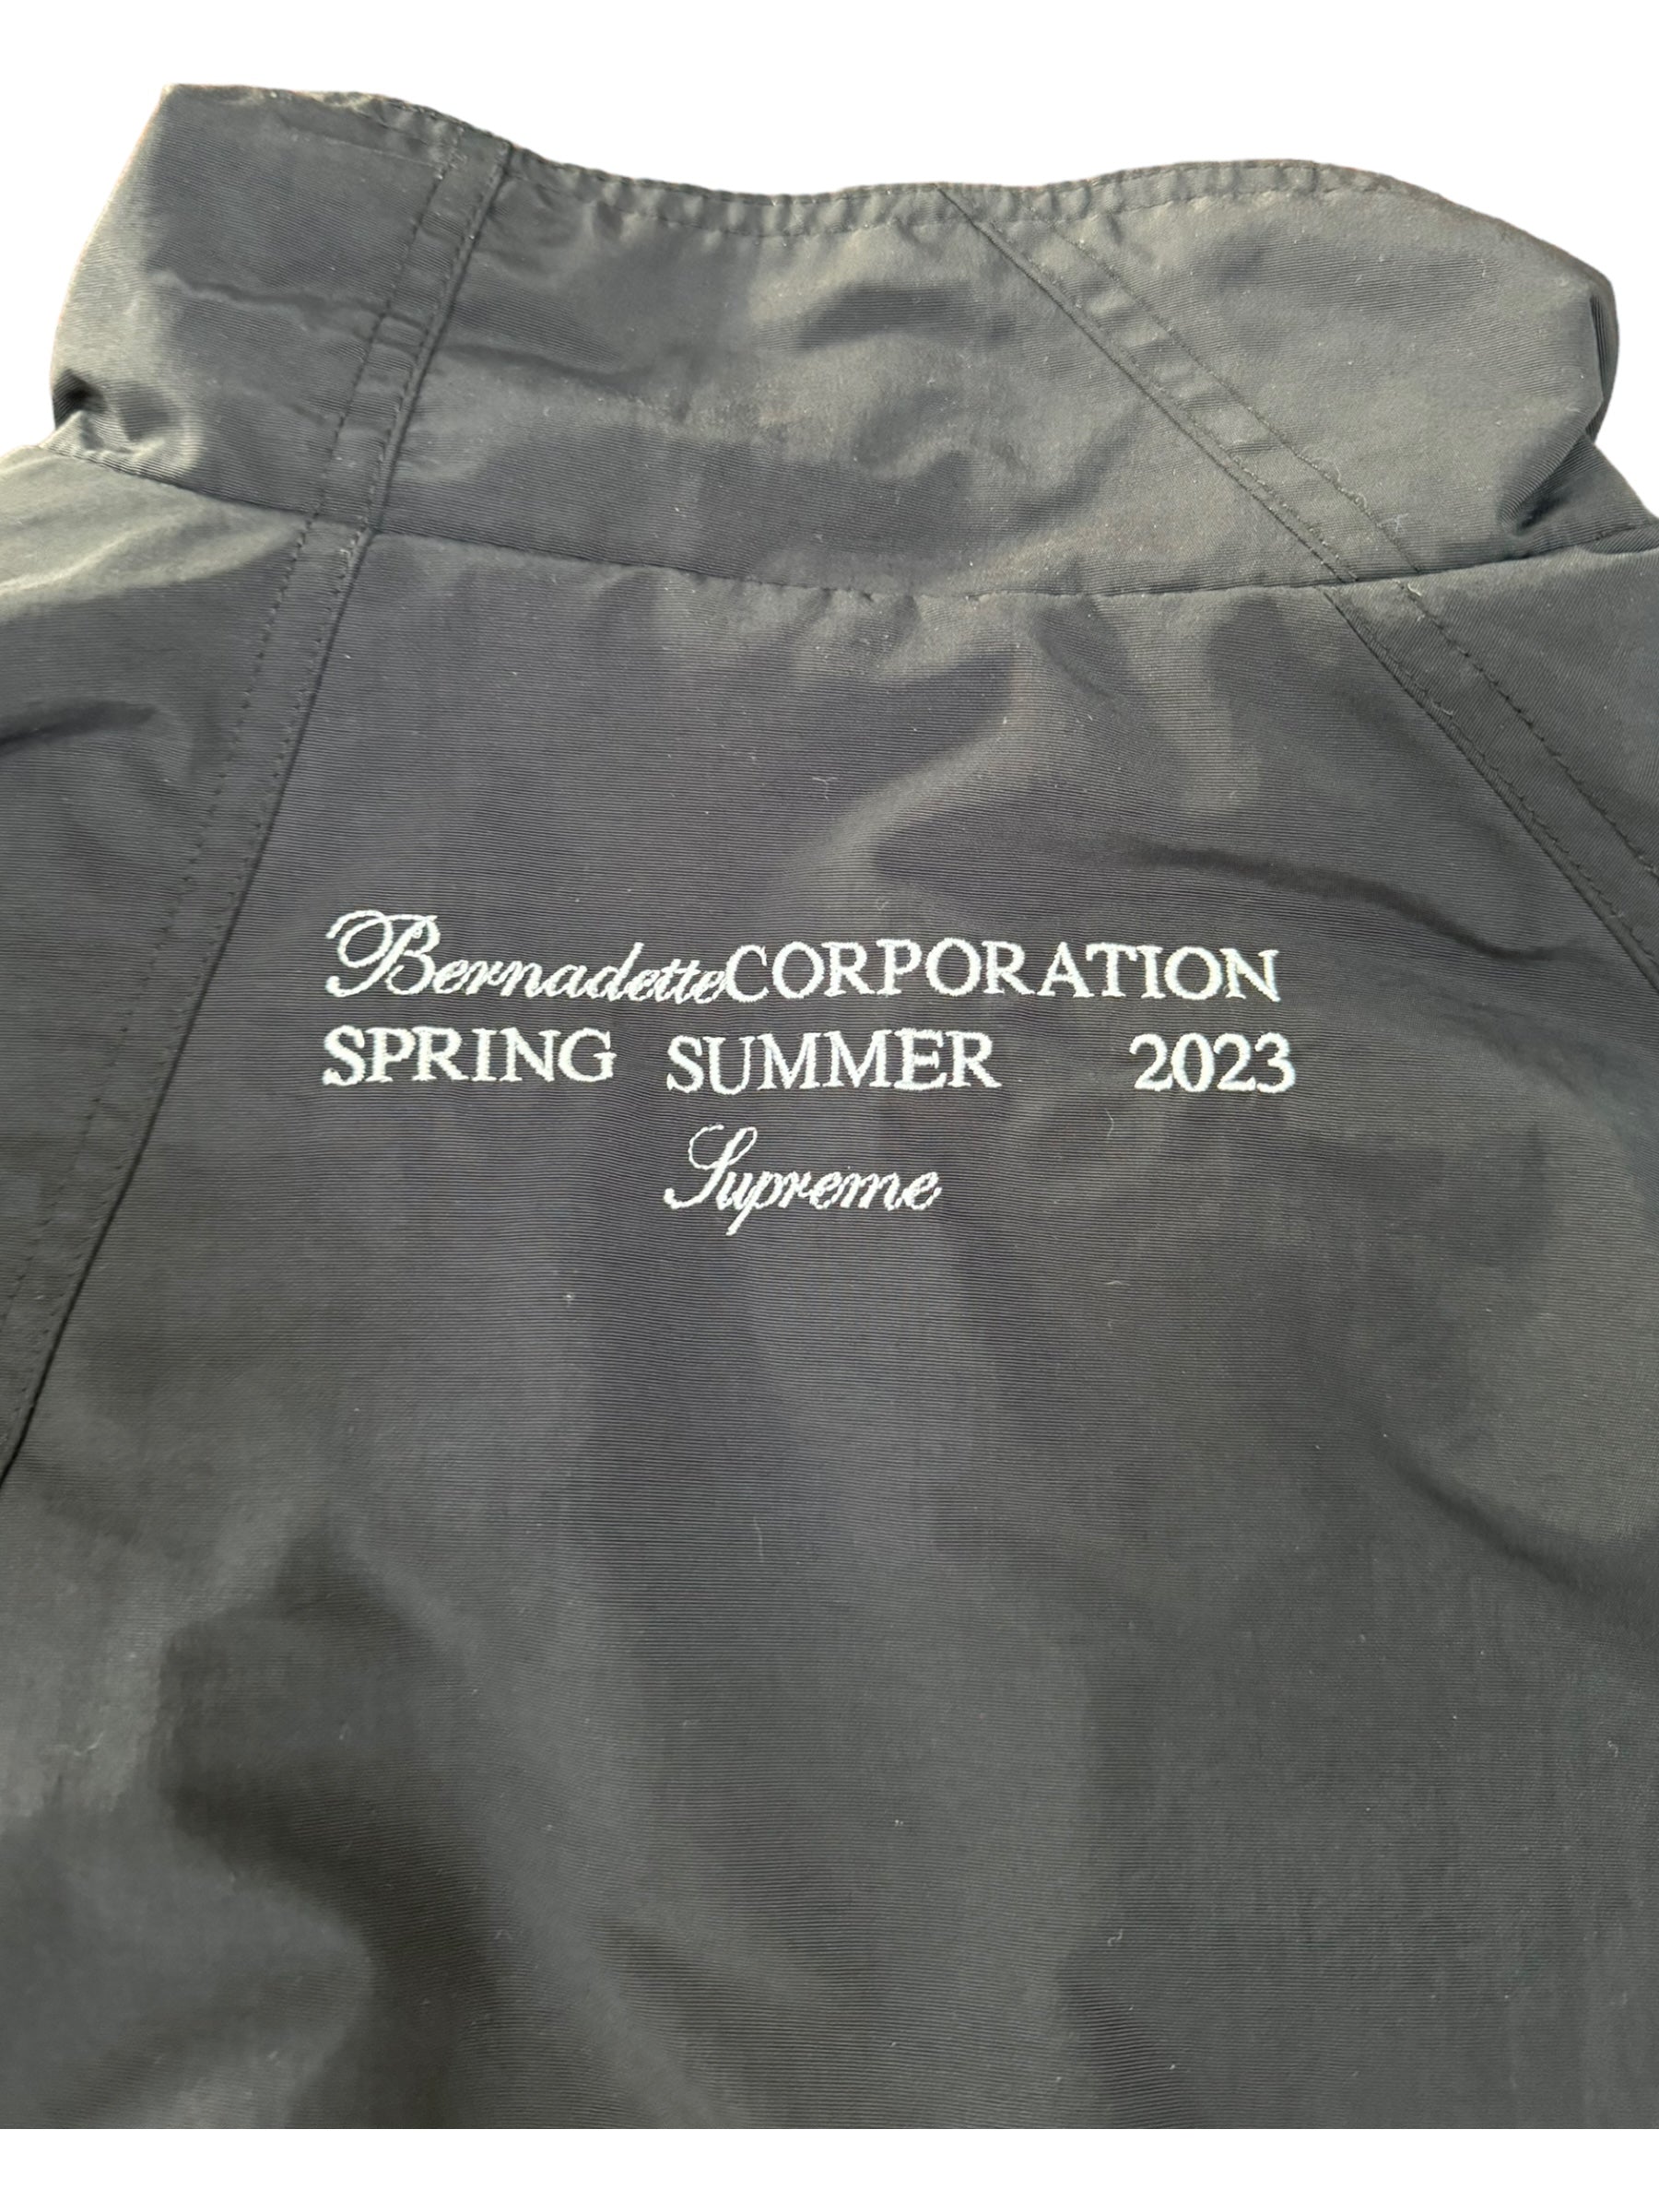 BernadetteCORPORATION
SPRING SUMMER 2023
Supreme